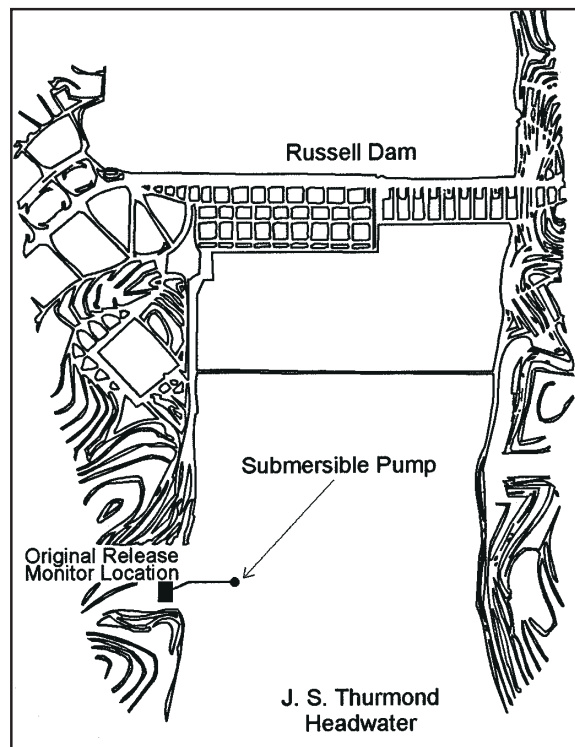 Russell Dam
Submersible Pump
Original Release
Monitor Location
J. S. Thurmond
Headwater